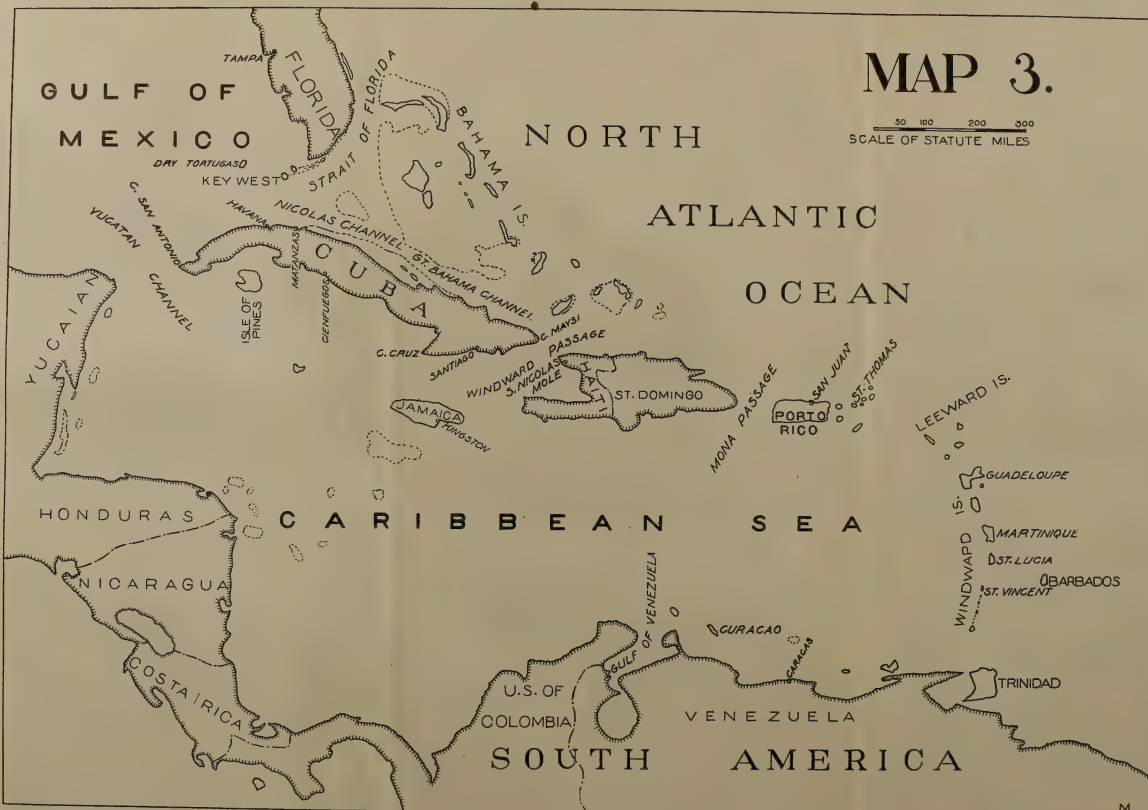 MAP 3.
50 100 200 300
SCALE OF STATUTE MILES
GULF OF
MEXICO
TAMPA
FLORIDA
DRY TORTUGAS
KEY WEST
STRAIT OF FLORIDA
BAHAMA IS.
NORTH
ATLANTIC
OCEAN
C. SAN ANTONIO
YUCATAN
CHANNEL
HAVANA
NICOLAS CHANNEL
MATANZAS
CUBA
GT. BAHAMA CHANNEL
ISLE OF
PINES
CIENFUEGOS
YUCATAN
C. CRUZ
SANTIAGO
C. MAYSI
WINDWARD PASSAGE
S. NICOLAS
MOLE
HAITI
ST. DOMINGO
JAMAICA
KINGSTON
MONA PASSAGE
SAN JUAN
ST. THOMAS
PORTO
RICO
LEEWARD IS.
GUADELOUPE
WINDWARD IS.
MARTINIQUE
ST. LUCIA
BARBADOS
ST. VINCENT
CARIBBEAN SEA
HONDURAS
NICARAGUA
COSTA IRICA
GULF OF VENEZUELA
CURACAO
CARACAS
TRINIDAD
U.S. OF
COLOMBIA
VENEZUELA
SOUTH AMERICA
M